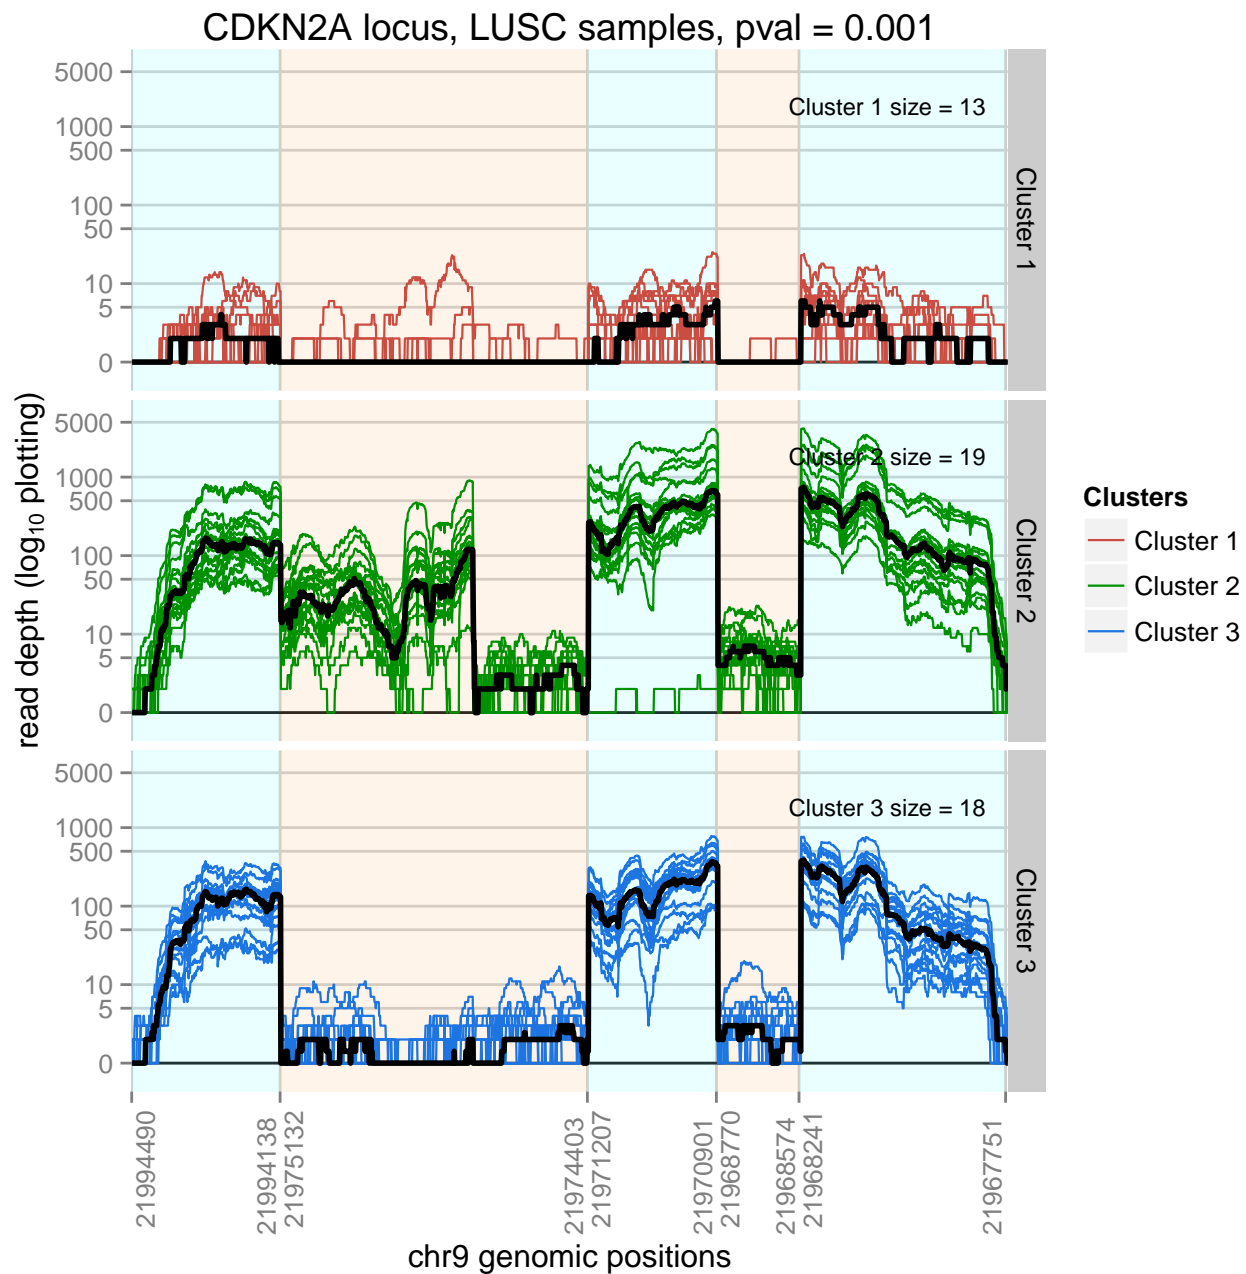 CDKN2A locus, LUSC samples, pval = 0.001
read depth (log₁₀ plotting)
5000
1000
500
100
50
10
5
0
Cluster 1 size = 13
Cluster 1
5000
1000
500
100
50
10
5
0
Cluster 2 size = 19
Cluster 2
5000
1000
500
100
50
10
5
0
Cluster 3 size = 18
Cluster 3
21994490
21994138
21975132
21974403
21971207
21970901
21968770
21968574
21968241
21967751
chr9 genomic positions
Clusters
Cluster 1
Cluster 2
Cluster 3